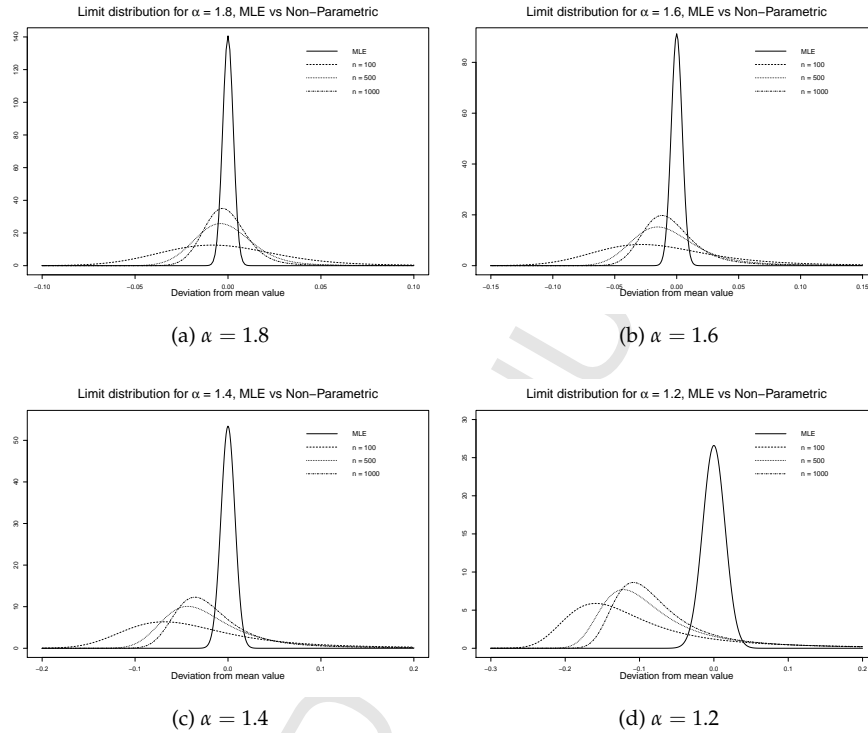 Limit distribution for α = 1.8, MLE vs Non−Parametric
140
120
100
80
60
40
20
0
MLE
n = 100
n = 500
n = 1000
−0.10
−0.05
0.00
0.05
0.10
Deviation from mean value
(a) α = 1.8
Limit distribution for α = 1.6, MLE vs Non−Parametric
80
60
40
20
0
MLE
n = 100
n = 500
n = 1000
−0.15
−0.10
−0.05
0.00
0.05
0.10
0.15
Deviation from mean value
(b) α = 1.6
Limit distribution for α = 1.4, MLE vs Non−Parametric
50
40
30
20
10
0
MLE
n = 100
n = 500
n = 1000
−0.2
−0.1
0.0
0.1
0.2
Deviation from mean value
(c) α = 1.4
Limit distribution for α = 1.2, MLE vs Non−Parametric
30
25
20
15
10
5
0
MLE
n = 100
n = 500
n = 1000
−0.3
−0.2
−0.1
0.0
0.1
0.2
Deviation from mean value
(d) α = 1.2